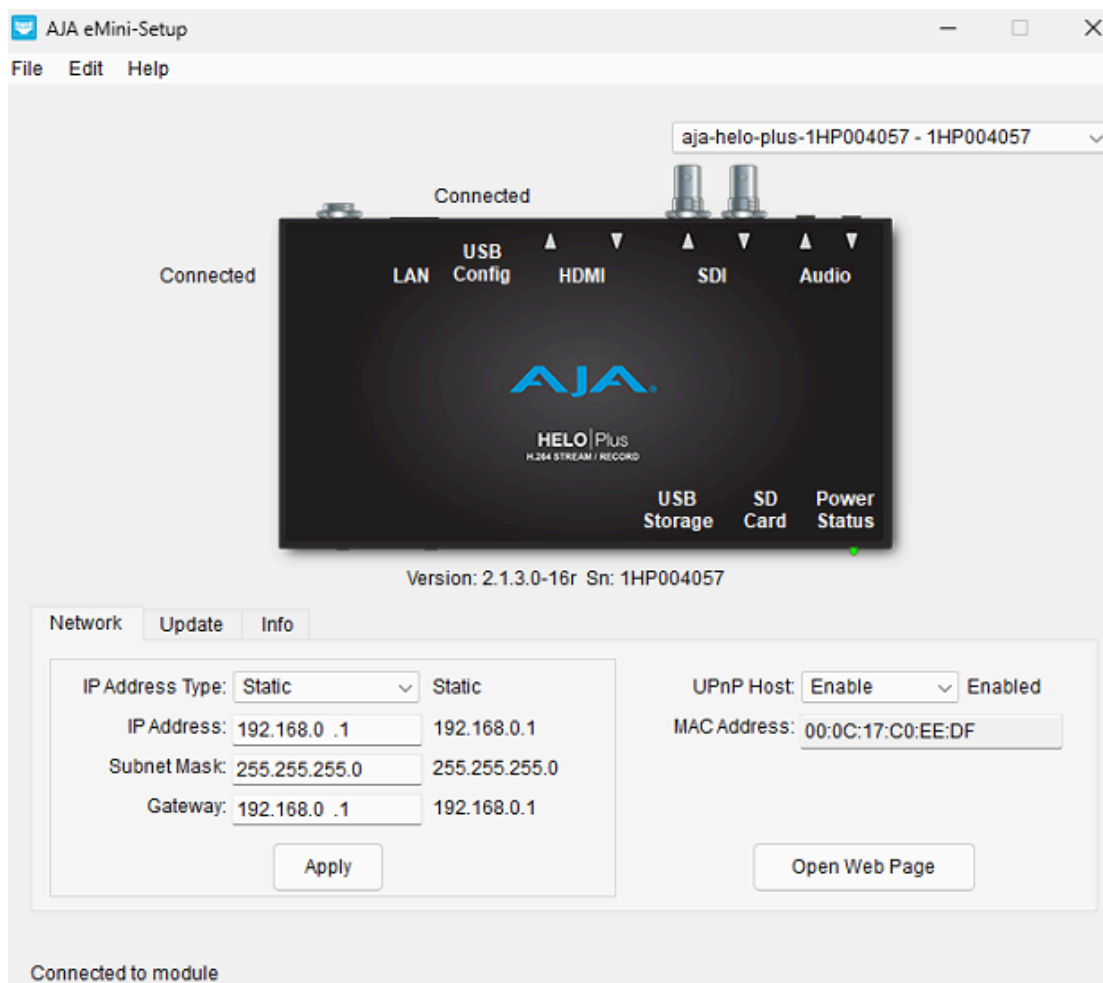 AJA eMini-Setup
File Edit Help
aja-helo-plus-1HP004057 - 1HP004057
Connected
Connected
LAN
USB
Config
HDMI
SDI
Audio
AJA
HELO Plus
H.264 STREAM / RECORD
USB
Storage
SD
Card
Power
Status
Version: 2.1.3.0-16r Sn: 1HP004057
Network Update Info
IP Address Type: Static Static
UPnP Host: Enable Enabled
IP Address: 192.168.0 .1 192.168.0.1
MAC Address: 00:0C:17:C0:EE:DF
Subnet Mask: 255.255.255.0 255.255.255.0
Gateway: 192.168.0 .1 192.168.0.1
Apply
Open Web Page
Connected to module